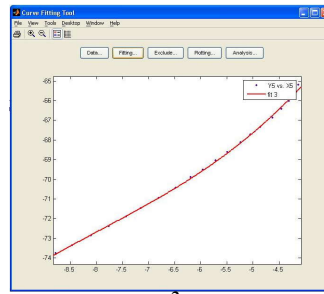 Curve Fitting Tool
File View Tools Desktop Window Help
Data... Fitting... Exclude... Plotting... Analysis...
Y5 vs. X5
fit 3
-65
-66
-67
-68
-69
-70
-71
-72
-73
-74
-8.5 -8 -7.5 -7 -6.5 -6 -5.5 -5 -4.5